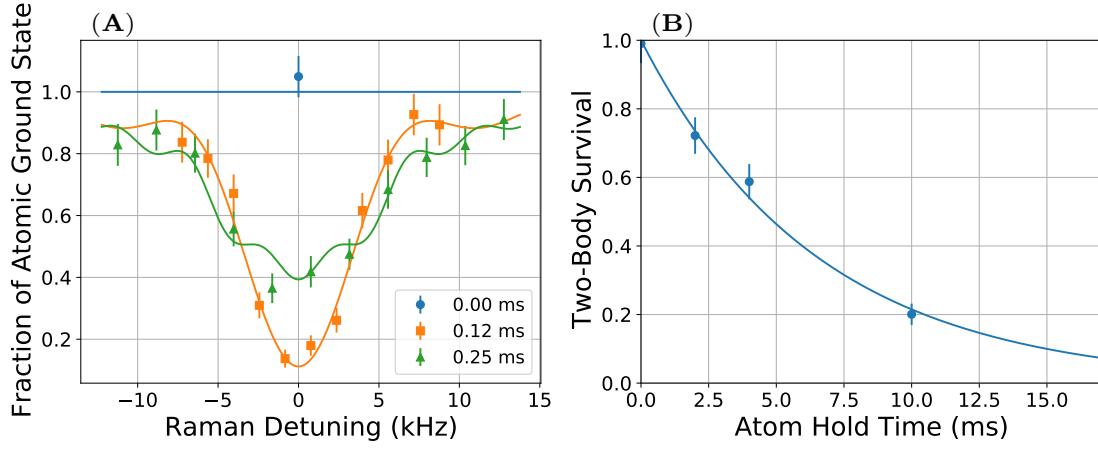 (A)
Fraction of Atomic Ground State
1.0
0.8
0.6
0.4
0.2
−10 −5 0 5 10 15
Raman Detuning (kHz)
0.00 ms
0.12 ms
0.25 ms
(B)
Two-Body Survival
1.0
0.8
0.6
0.4
0.2
0.0
0.0 2.5 5.0 7.5 10.0 12.5 15.0
Atom Hold Time (ms)